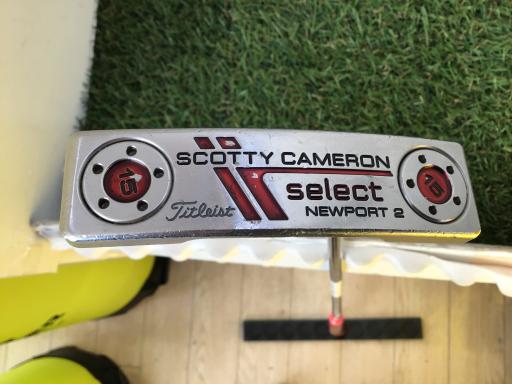 SCOTTY CAMERON
select
Titleist
NEWPORT 2
15
15